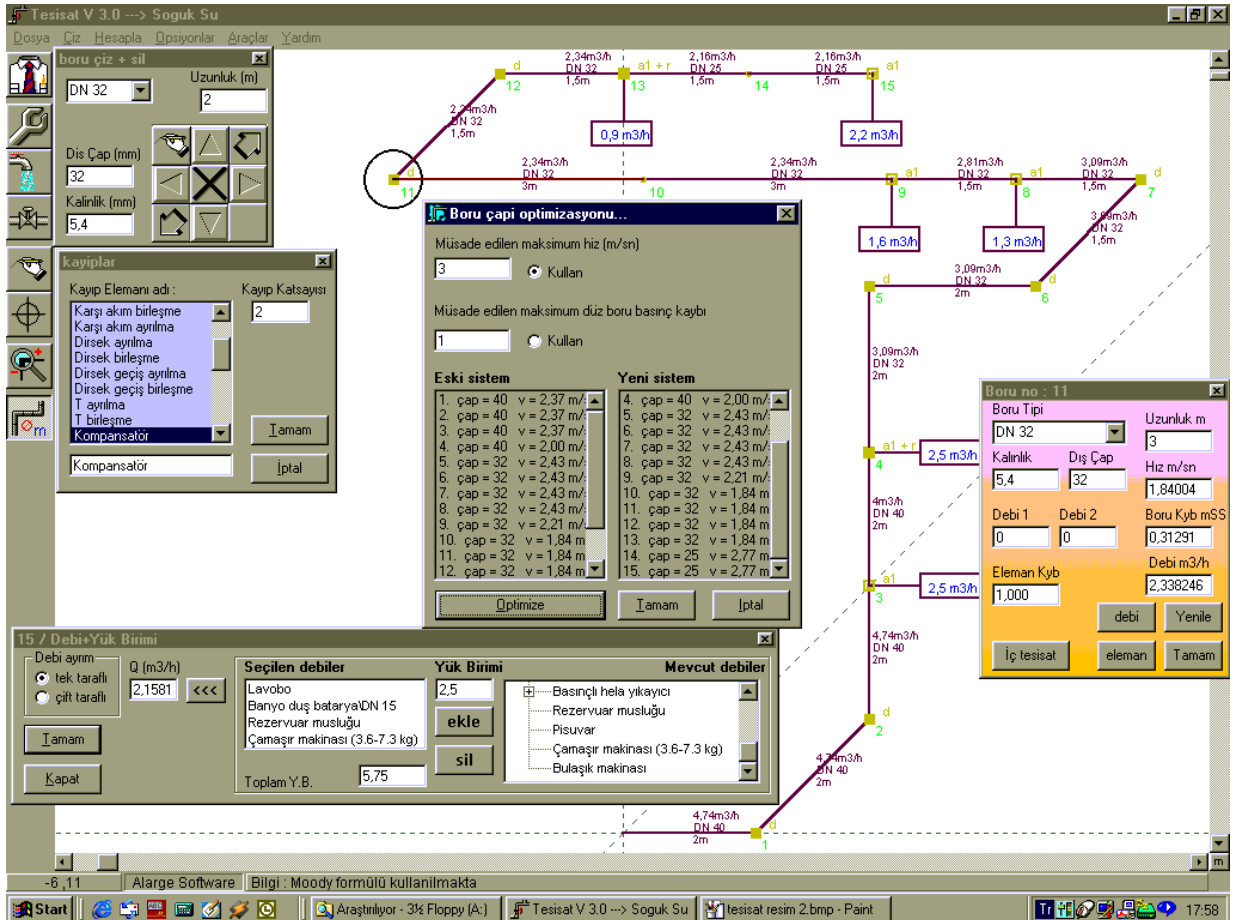 Tesisat V 3.0 ---> Soguk Su
Dosya Çiz Hesapla Opsiyonlar Araçlar Yardım
boru çiz + sil
DN 32
Uzunluk (m)
2
Dis Çap (mm)
32
Kalinlik (mm)
5,4
kayiplar
Kayıp Elemanı adı :
Kayıp Katsayısı
2
Karşı akım birleşme
Karşı akım ayrılma
Dirsek ayrılma
Dirsek birleşme
Dirsek geçiş ayrılma
Dirsek geçiş birleşme
T ayrılma
T birleşme
Kompansatör
Kompansatör
Tamam
İptal
d
12
2,34m3/h
DN 32
1,5m
a1 + r
13
2,16m3/h
DN 25
1,5m
14
2,16m3/h
DN 25
1,5m
a1
15
2,34m3/h
DN 32
1,5m
0,9 m3/h
2,2 m3/h
d
11
2,34m3/h
DN 32
3m
10
2,34m3/h
DN 32
3m
a1
9
2,81m3/h
DN 32
1,5m
a1
8
3,09m3/h
DN 32
1,5m
d
7
1,6 m3/h
1,3 m3/h
3,09m3/h
DN 32
1,5m
d
5
3,09m3/h
DN 32
2m
d
6
3,09m3/h
DN 32
2m
a1 + r
4
2,5 m3/h
4m3/h
DN 40
2m
a1
3
2,5 m3/h
4,74m3/h
DN 40
2m
d
2
4,74m3/h
DN 40
2m
4,74m3/h
DN 40
2m
d
1
Boru çapi optimizasyonu...
Müsade edilen maksimum hiz (m/sn)
3
Kullan
Müsade edilen maksimum düz boru basınç kaybı
1
Kullan
Eski sistem
1. çap = 40 v = 2,37 m/
2. çap = 40 v = 2,37 m/
3. çap = 40 v = 2,37 m/
4. çap = 40 v = 2,00 m/
5. çap = 32 v = 2,43 m/
6. çap = 32 v = 2,43 m/
7. çap = 32 v = 2,43 m/
8. çap = 32 v = 2,43 m/
9. çap = 32 v = 2,21 m/
10. çap = 32 v = 1,84 m
11. çap = 32 v = 1,84 m
12. çap = 32 v = 1,84 m
Yeni sistem
4. çap = 40 v = 2,00 m/
5. çap = 32 v = 2,43 m/
6. çap = 32 v = 2,43 m/
7. çap = 32 v = 2,43 m/
8. çap = 32 v = 2,43 m/
9. çap = 32 v = 2,21 m/
10. çap = 32 v = 1,84 m
11. çap = 32 v = 1,84 m
12. çap = 32 v = 1,84 m
13. çap = 32 v = 1,84 m
14. çap = 25 v = 2,77 m
15. çap = 25 v = 2,77 m
Optimize
Tamam
Iptal
Boru no : 11
Boru Tipi
DN 32
Uzunluk m
3
Kalınlık
5,4
Dış Çap
32
Hız m/sn
1,84004
Debi 1
0
Debi 2
0
Boru Kyb mSS
0,31291
Eleman Kyb
1,000
Debi m3/h
2,338246
debi
Yenile
İç tesisat
eleman
Tamam
15 / Debi+Yük Birimi
Debi ayrım
tek taraflı
çift taraflı
Q (m3/h)
2,1581
<<<
Tamam
Kapat
Seçilen debiler
Lavobo
Banyo duş batarya\DN 15
Rezervuar musluğu
Çamaşır makinası (3.6-7.3 kg)
Toplam Y.B.
5,75
Yük Birimi
2,5
ekle
sil
Mevcut debiler
Basınçlı hela yıkayıcı
Rezervuar musluğu
Pisuvar
Çamaşır makinası (3.6-7.3 kg)
Bulaşık makinası
m
-6 ,11
Alarge Software
Bilgi : Moody formülü kullanilmakta
Start
Araştırılıyor - 3½ Floppy (A:)
Tesisat V 3.0 ---> Soguk Su
tesisat resim 2.bmp - Paint
Tr
17:58